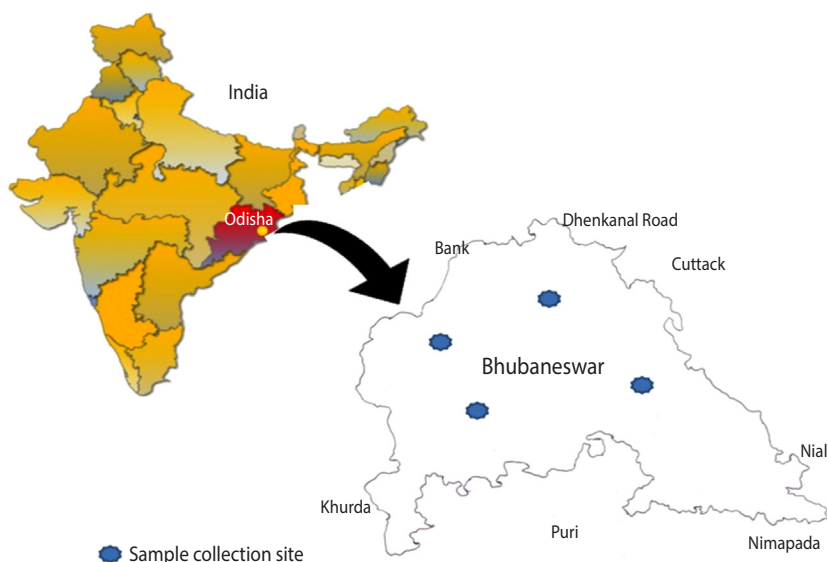 India
Odisha
Dhenkanal Road
Bank
Cuttack
Bhubaneswar
Nial
Khurda
Puri
Nimapada
Sample collection site